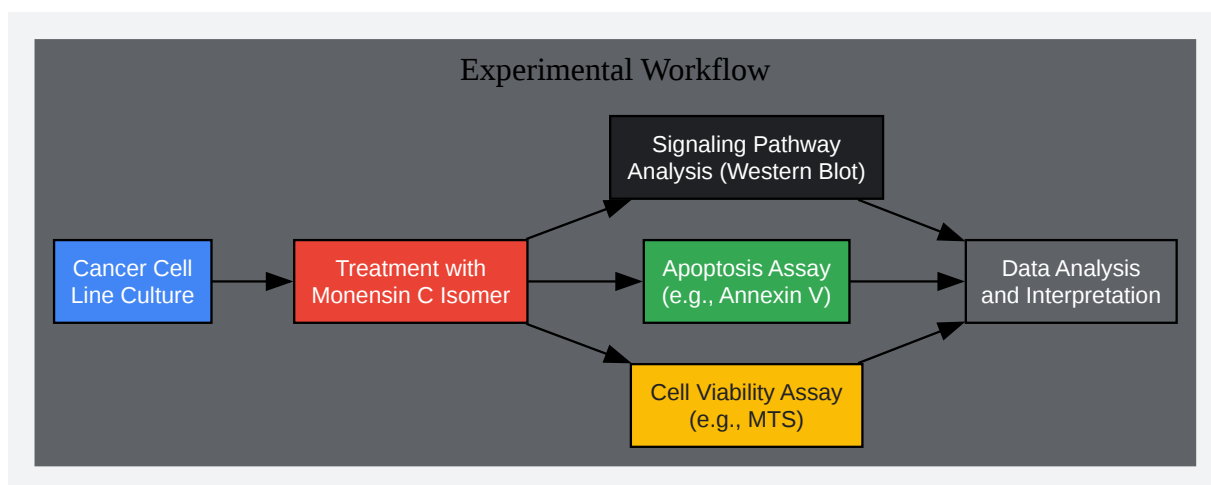 Experimental Workflow
Signaling Pathway
Analysis (Western Blot)
Cancer Cell
Line Culture
Treatment with
Monensin C Isomer
Apoptosis Assay
(e.g., Annexin V)
Data Analysis
and Interpretation
Cell Viability Assay
(e.g., MTS)